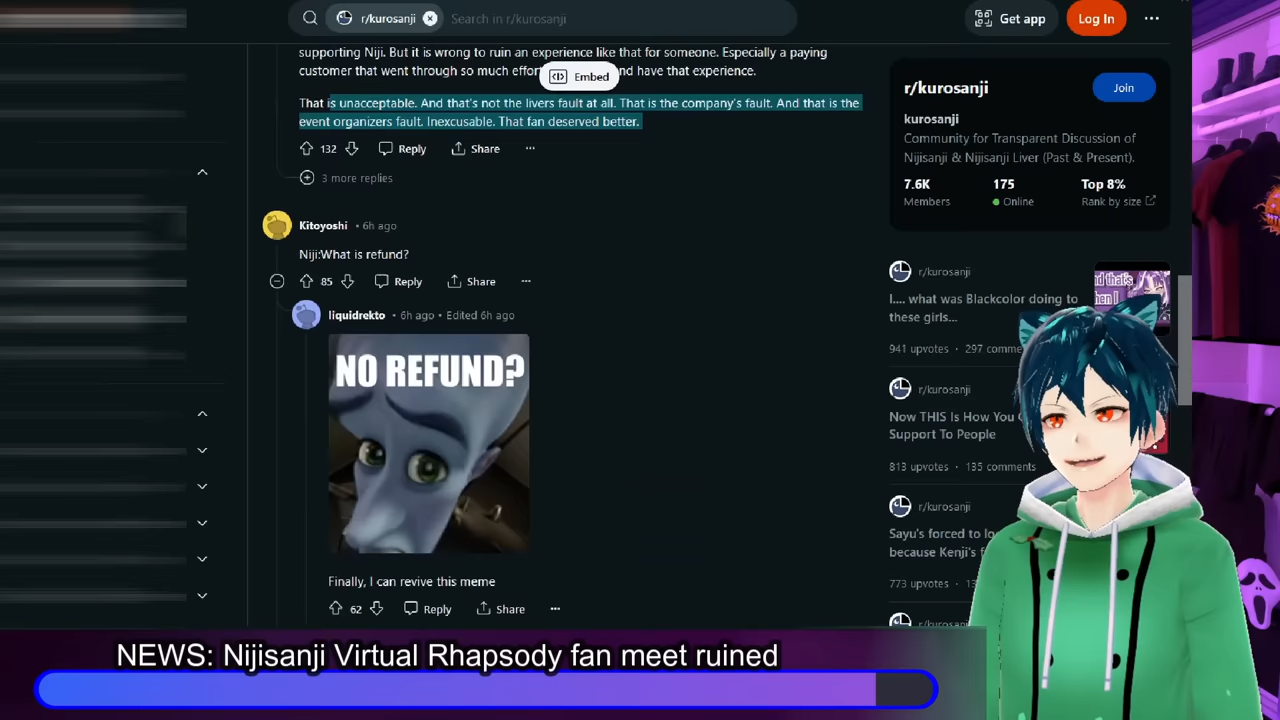 r/kurosanji
Search in r/kurosanji
Get app
Log In
supporting Niji. But it is wrong to ruin an experience like that for someone. Especially a paying
customer that went through so much effor
Embed
nd have that experience.
That is unacceptable. And that's not the livers fault at all. That is the company's fault. And that is the
event organizers fault. Inexcusable. That fan deserved better.
132
Reply
Share
3 more replies
Kitoyoshi • 6h ago
Niji:What is refund?
85
Reply
Share
liquidrekto • 6h ago • Edited 6h ago
NO REFUND?
Finally, I can revive this meme
62
Reply
Share
r/kurosanji
Join
kurosanji
Community for Transparent Discussion of
Nijisanji & Nijisanji Liver (Past & Present).
7.6K
175
Top 8%
Members
Online
Rank by size
r/kurosanji
I.... what was Blackcolor doing to
these girls...
941 upvotes · 297 comme
nd that's
hen I
r/kurosanji
Now THIS Is How You
Support To People
813 upvotes · 135 comments
r/kurosanji
Sayu's forced to lo
because Kenji's f
773 upvotes · 13
r/kurosanji
NEWS: Nijisanji Virtual Rhapsody fan meet ruined